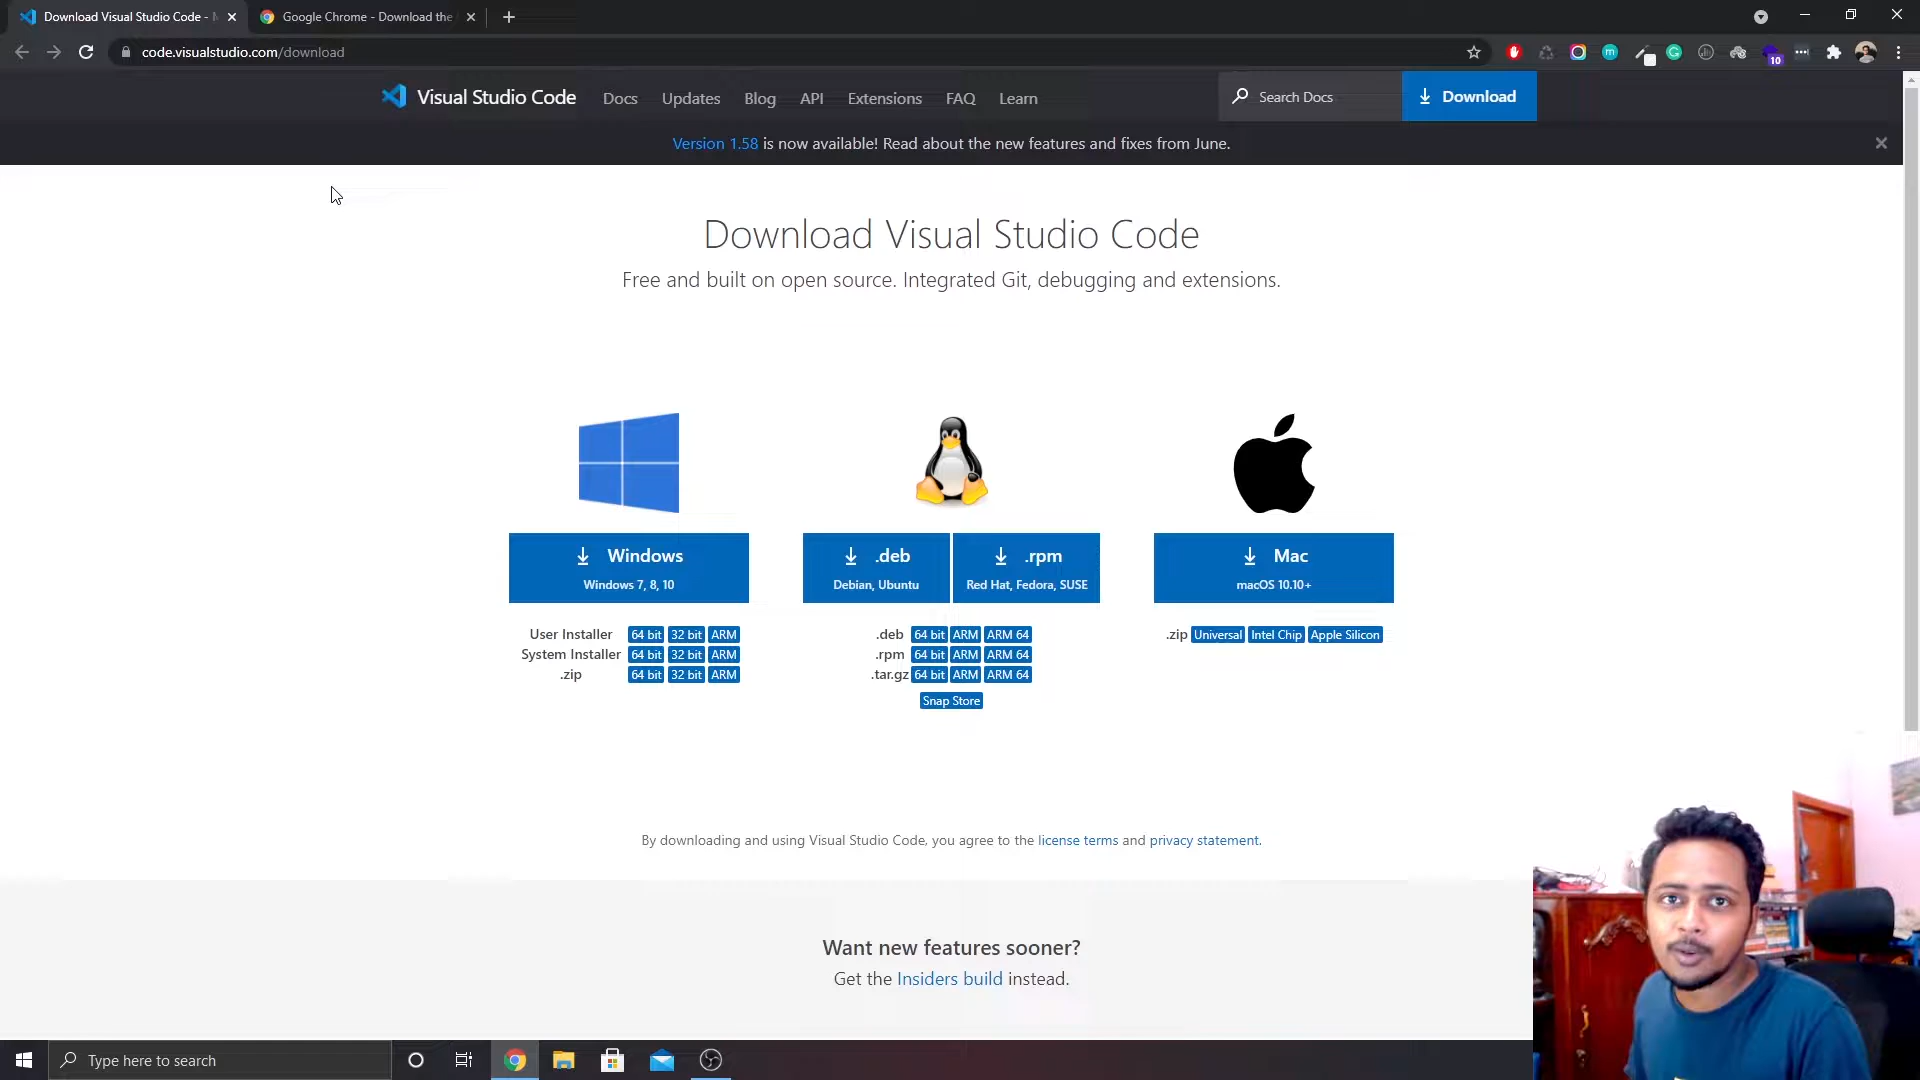 Download Visual Studio Code -
Google Chrome - Download the
code.visualstudio.com/download
10
Visual Studio Code
Docs
Updates
Blog
API
Extensions
FAQ
Learn
Search Docs
Download
Version 1.58 is now available! Read about the new features and fixes from June.
Download Visual Studio Code
Free and built on open source. Integrated Git, debugging and extensions.
Windows
Windows 7, 8, 10
.deb
Debian, Ubuntu
.rpm
Red Hat, Fedora, SUSE
Mac
macOS 10.10+
User Installer 64 bit 32 bit ARM
System Installer 64 bit 32 bit ARM
.zip 64 bit 32 bit ARM
.deb 64 bit ARM ARM 64
.rpm 64 bit ARM ARM 64
.tar.gz 64 bit ARM ARM 64
Snap Store
.zip Universal Intel Chip Apple Silicon
By downloading and using Visual Studio Code, you agree to the license terms and privacy statement.
Want new features sooner?
Get the Insiders build instead.
Type here to search